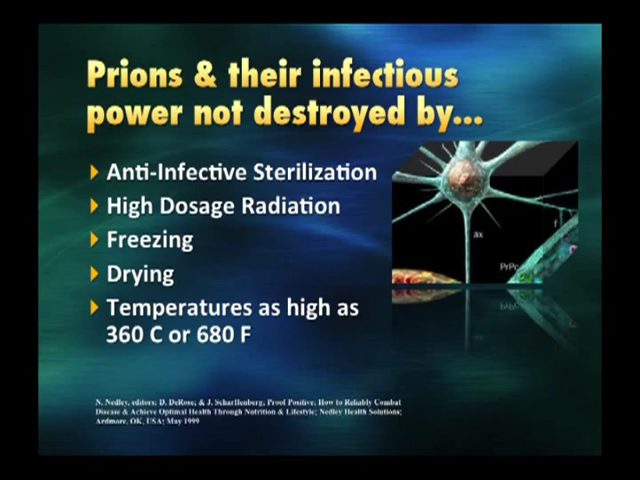 Prions & their infectious
power not destroyed by...
Anti-Infective Sterilization
High Dosage Radiation
Freezing
Drying
Temperatures as high as
360 C or 680 F
ax
f
PrPc
N. Nedley, editors; D. DeRose, & J. Scharffenberg; Proof Positive: How to Reliably Combat
Disease & Achieve Optimal Health Through Nutrition & Lifestyle; Nedley Health Solutions;
Ardmore, OK, USA; May 1999